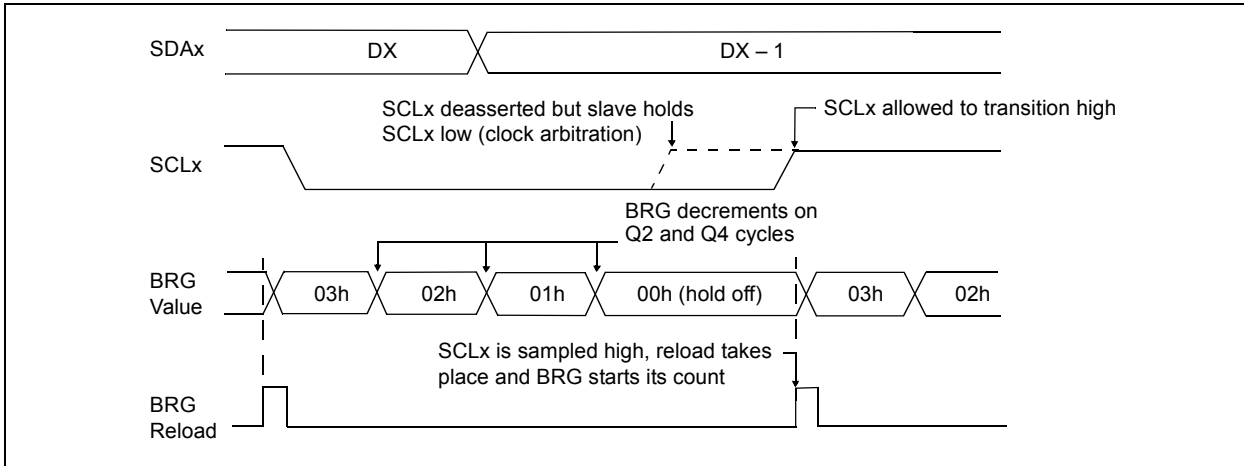 SDAx
DX
DX – 1
SCLx deasserted but slave holds
SCLx low (clock arbitration)
SCLx allowed to transition high
SCLx
BRG decrements on
Q2 and Q4 cycles
BRG
Value
03h
02h
01h
00h (hold off)
03h
02h
SCLx is sampled high, reload takes
place and BRG starts its count
BRG
Reload